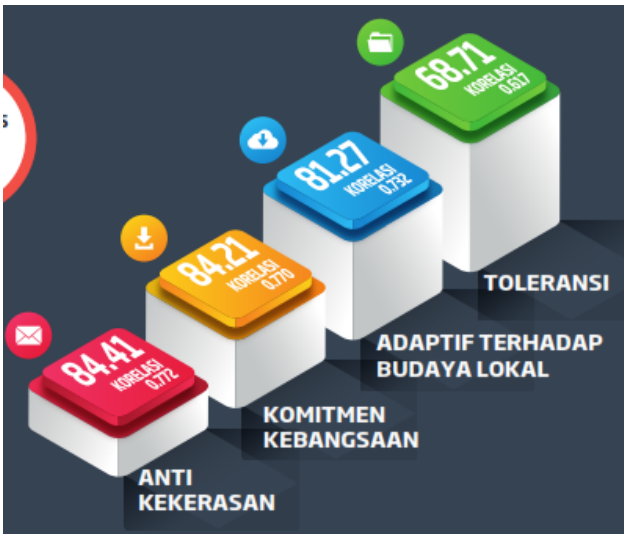 68.71
KORELASI
0.617
TOLERANSI
81.27
KORELASI
0.732
ADAPTIF TERHADAP
BUDAYA LOKAL
84.21
KORELASI
0.770
KOMITMEN
KEBANGSAAN
84.41
KORELASI
0.772
ANTI
KEKERASAN